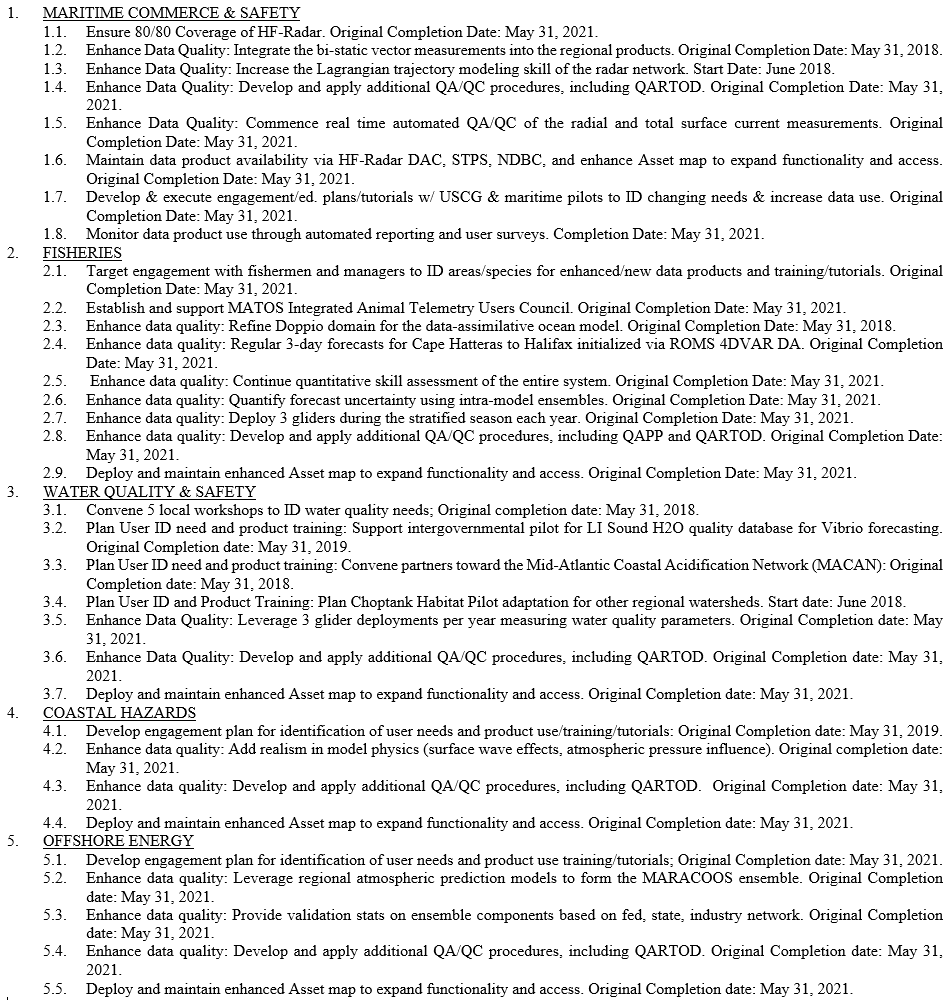 1. MARITIME COMMERCE & SAFETY
1.1. Ensure 80/80 Coverage of HF-Radar. Original Completion Date: May 31, 2021.
1.2. Enhance Data Quality: Integrate the bi-static vector measurements into the regional products. Original Completion Date: May 31, 2018.
1.3. Enhance Data Quality: Increase the Lagrangian trajectory modeling skill of the radar network. Start Date: June 2018.
1.4. Enhance Data Quality: Develop and apply additional QA/QC procedures, including QARTOD. Original Completion Date: May 31,
2021.
1.5. Enhance Data Quality: Commence real time automated QA/QC of the radial and total surface current measurements. Original
Completion Date: May 31, 2021.
1.6. Maintain data product availability via HF-Radar DAC, STPS, NDBC, and enhance Asset map to expand functionality and access.
Original Completion Date: May 31, 2021.
1.7. Develop & execute engagement/ed. plans/tutorials w/ USCG & maritime pilots to ID changing needs & increase data use. Original
Completion Date: May 31, 2021.
1.8. Monitor data product use through automated reporting and user surveys. Completion Date: May 31, 2021.
2. FISHERIES
2.1. Target engagement with fishermen and managers to ID areas/species for enhanced/new data products and training/tutorials. Original
Completion Date: May 31, 2021.
2.2. Establish and support MATOS Integrated Animal Telemetry Users Council. Original Completion Date: May 31, 2021.
2.3. Enhance data quality: Refine Doppio domain for the data-assimilative ocean model. Original Completion Date: May 31, 2018.
2.4. Enhance data quality: Regular 3-day forecasts for Cape Hatteras to Halifax initialized via ROMS 4DVAR DA. Original Completion
Date: May 31, 2021.
2.5. Enhance data quality: Continue quantitative skill assessment of the entire system. Original Completion Date: May 31, 2021.
2.6. Enhance data quality: Quantify forecast uncertainty using intra-model ensembles. Original Completion Date: May 31, 2021.
2.7. Enhance data quality: Deploy 3 gliders during the stratified season each year. Original Completion Date: May 31, 2021.
2.8. Enhance data quality: Develop and apply additional QA/QC procedures, including QAPP and QARTOD. Original Completion Date:
May 31, 2021.
2.9. Deploy and maintain enhanced Asset map to expand functionality and access. Original Completion Date: May 31, 2021.
3. WATER QUALITY & SAFETY
3.1. Convene 5 local workshops to ID water quality needs; Original completion date: May 31, 2018.
3.2. Plan User ID need and product training: Support intergovernmental pilot for LI Sound H2O quality database for Vibrio forecasting.
Original Completion date: May 31, 2019.
3.3. Plan User ID need and product training: Convene partners toward the Mid-Atlantic Coastal Acidification Network (MACAN): Original
Completion date: May 31, 2018.
3.4. Plan User ID and Product Training: Plan Choptank Habitat Pilot adaptation for other regional watersheds. Start date: June 2018.
3.5. Enhance Data Quality: Leverage 3 glider deployments per year measuring water quality parameters. Original Completion date: May
31, 2021.
3.6. Enhance Data Quality: Develop and apply additional QA/QC procedures, including QARTOD. Original Completion date: May 31,
2021.
3.7. Deploy and maintain enhanced Asset map to expand functionality and access. Original Completion date: May 31, 2021.
4. COASTAL HAZARDS
4.1. Develop engagement plan for identification of user needs and product use/training/tutorials: Original Completion date: May 31, 2019.
4.2. Enhance data quality: Add realism in model physics (surface wave effects, atmospheric pressure influence). Original completion date:
May 31, 2021.
4.3. Enhance data quality: Develop and apply additional QA/QC procedures, including QARTOD. Original Completion date: May 31,
2021.
4.4. Deploy and maintain enhanced Asset map to expand functionality and access. Original Completion date: May 31, 2021.
5. OFFSHORE ENERGY
5.1. Develop engagement plan for identification of user needs and product use training/tutorials; Original Completion date: May 31, 2021.
5.2. Enhance data quality: Leverage regional atmospheric prediction models to form the MARACOOS ensemble. Original Completion
date: May 31, 2021.
5.3. Enhance data quality: Provide validation stats on ensemble components based on fed, state, industry network. Original Completion
date: May 31, 2021.
5.4. Enhance data quality: Develop and apply additional QA/QC procedures, including QARTOD. Original Completion date: May 31,
2021.
5.5. Deploy and maintain enhanced Asset map to expand functionality and access. Original Completion date: May 31, 2021.